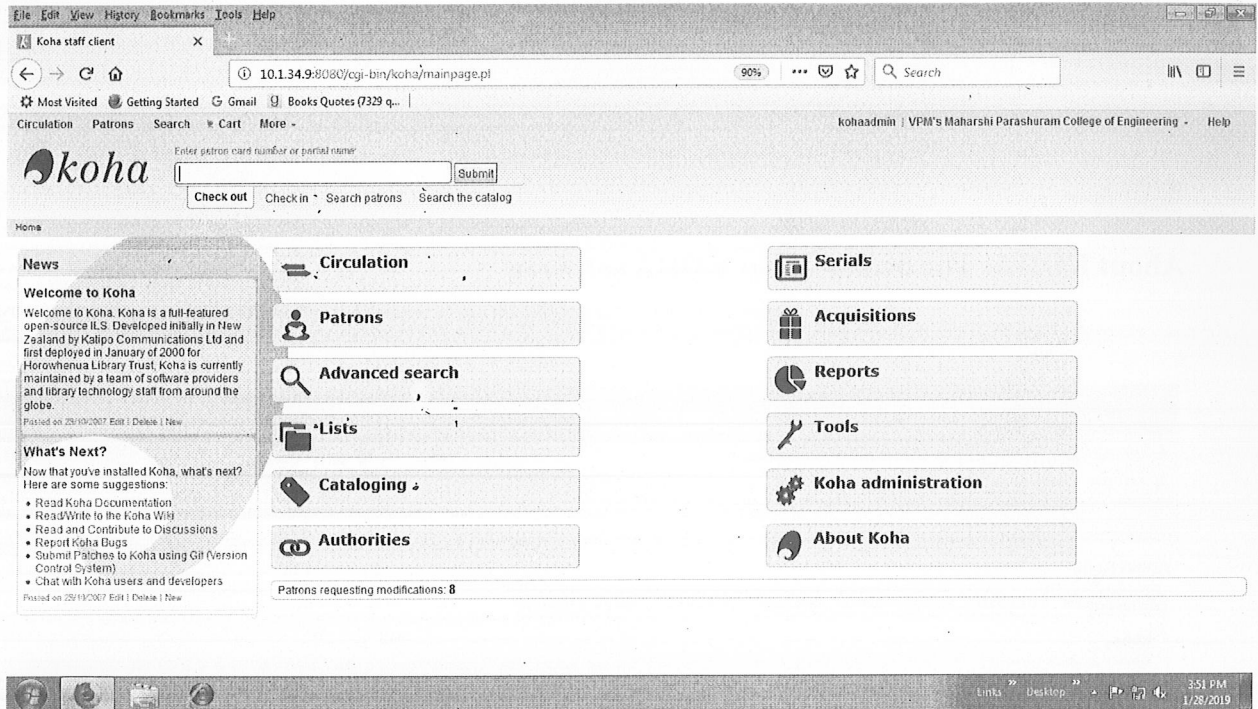 File Edit View History Bookmarks Tools Help
Koha staff client
10.1.34.9:8080/cgi-bin/koha/mainpage.pl
90%
Search
Most Visited Getting Started Gmail Books Quotes (7329 q...
Circulation Patrons Search Cart More
kohaadmin | VPM's Maharshi Parashuram College of Engineering Help
koha
Enter patron card number or partial name
Submit
Check out Check in Search patrons Search the catalog
Home
News
Welcome to Koha
Welcome to Koha. Koha is a full-featured
open-source ILS. Developed initially in New
Zealand by Katipo Communications Ltd and
first deployed in January of 2000 for
Horowhenua Library Trust, Koha is currently
maintained by a team of software providers
and library technology staff from around the
globe.
Posted on 29/10/2007 Edit | Delete | New
What's Next?
Now that you've installed Koha, what's next?
Here are some suggestions:
• Read Koha Documentation
• Read/Write to the Koha Wiki
• Read and Contribute to Discussions
• Report Koha Bugs
• Submit Patches to Koha using Git (Version
Control System)
• Chat with Koha users and developers
Posted on 29/10/2007 Edit | Delete | New
Circulation
Patrons
Advanced search
Lists
Cataloging
Authorities
Serials
Acquisitions
Reports
Tools
Koha administration
About Koha
Patrons requesting modifications: 8
Links Desktop
3:51 PM
1/28/2019